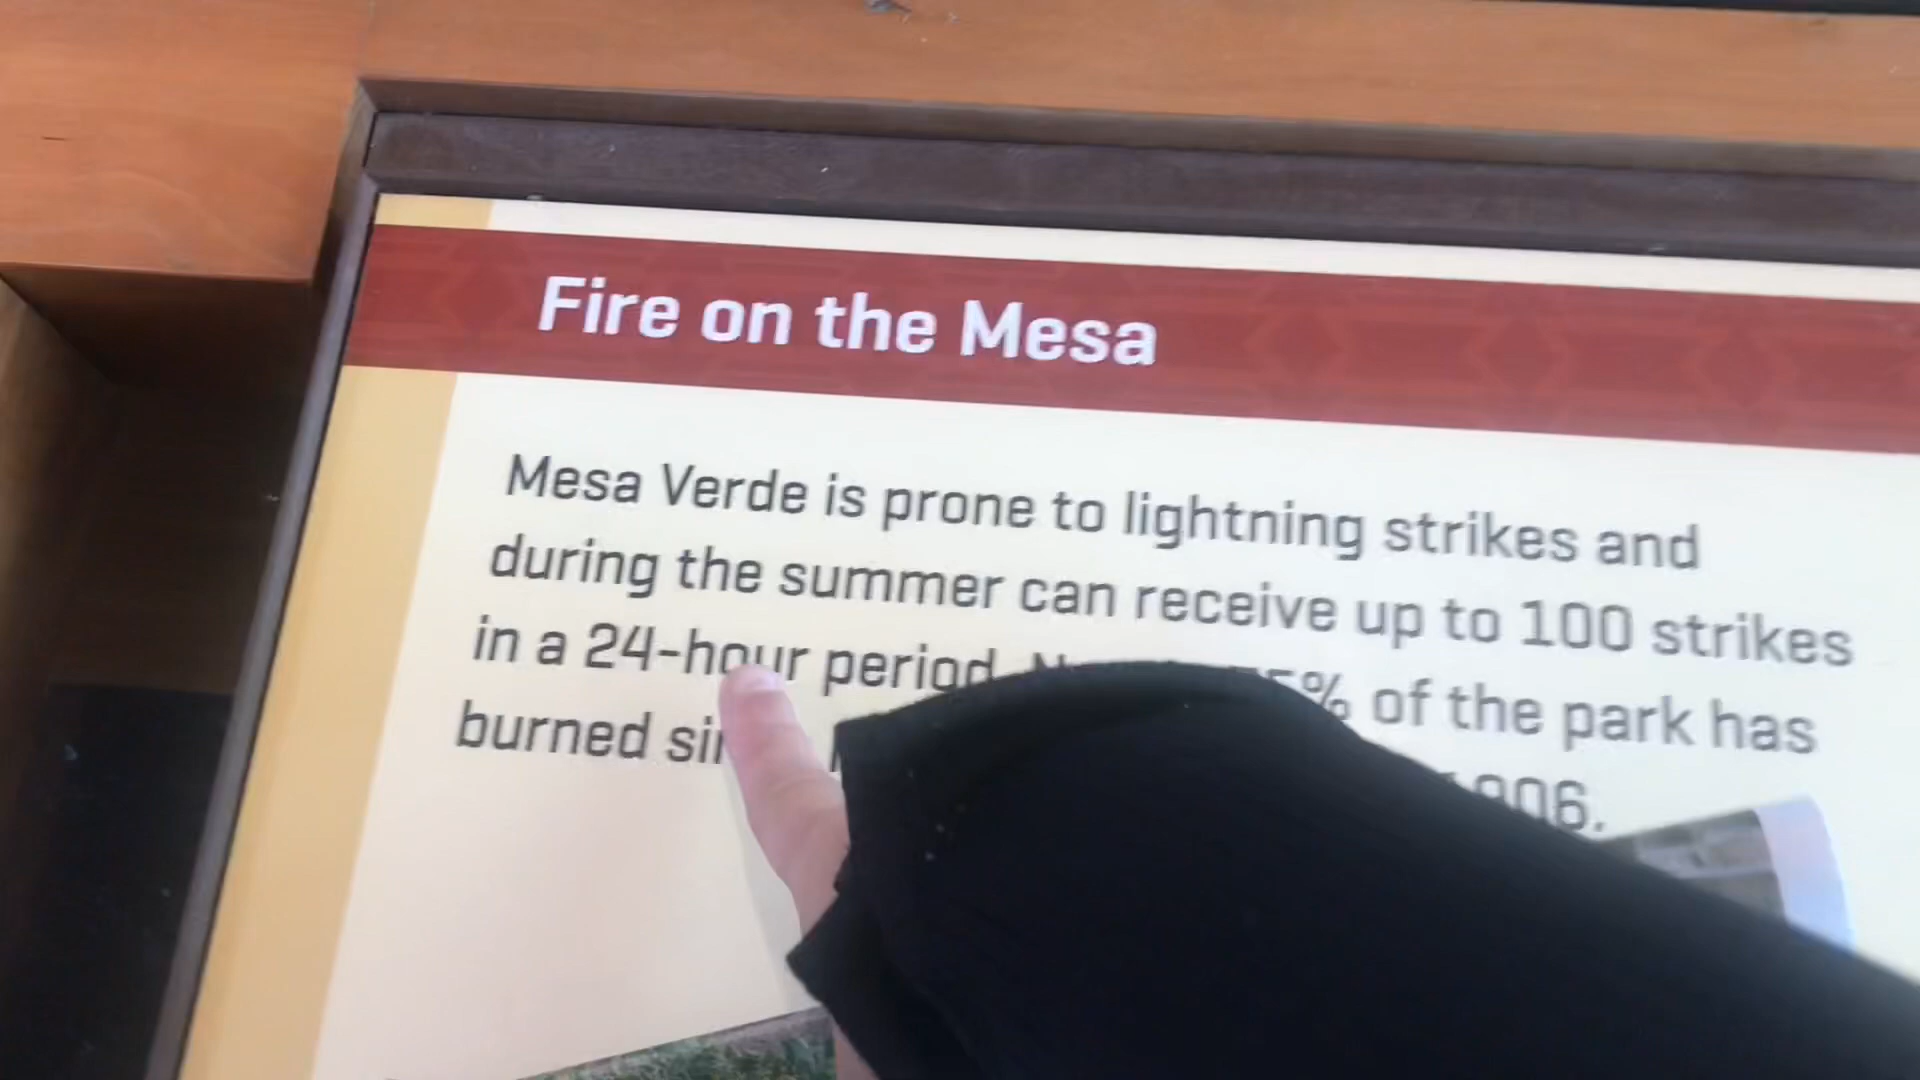 Fire on the Mesa
Mesa Verde is prone to lightning strikes and
during the summer can receive up to 100 strikes
in a 24-hour period. % of the park has
burned